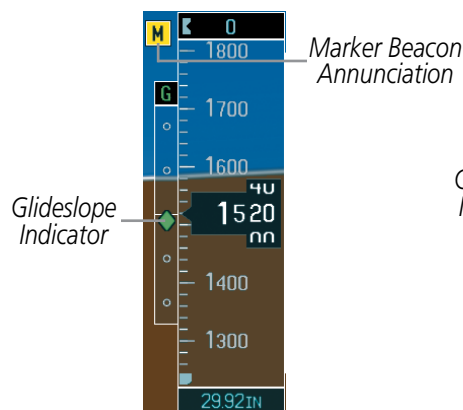 M
0
1800
Marker Beacon
Annunciation
G
1700
1600
40
1520
00
Glideslope
Indicator
1400
1300
29.92IN